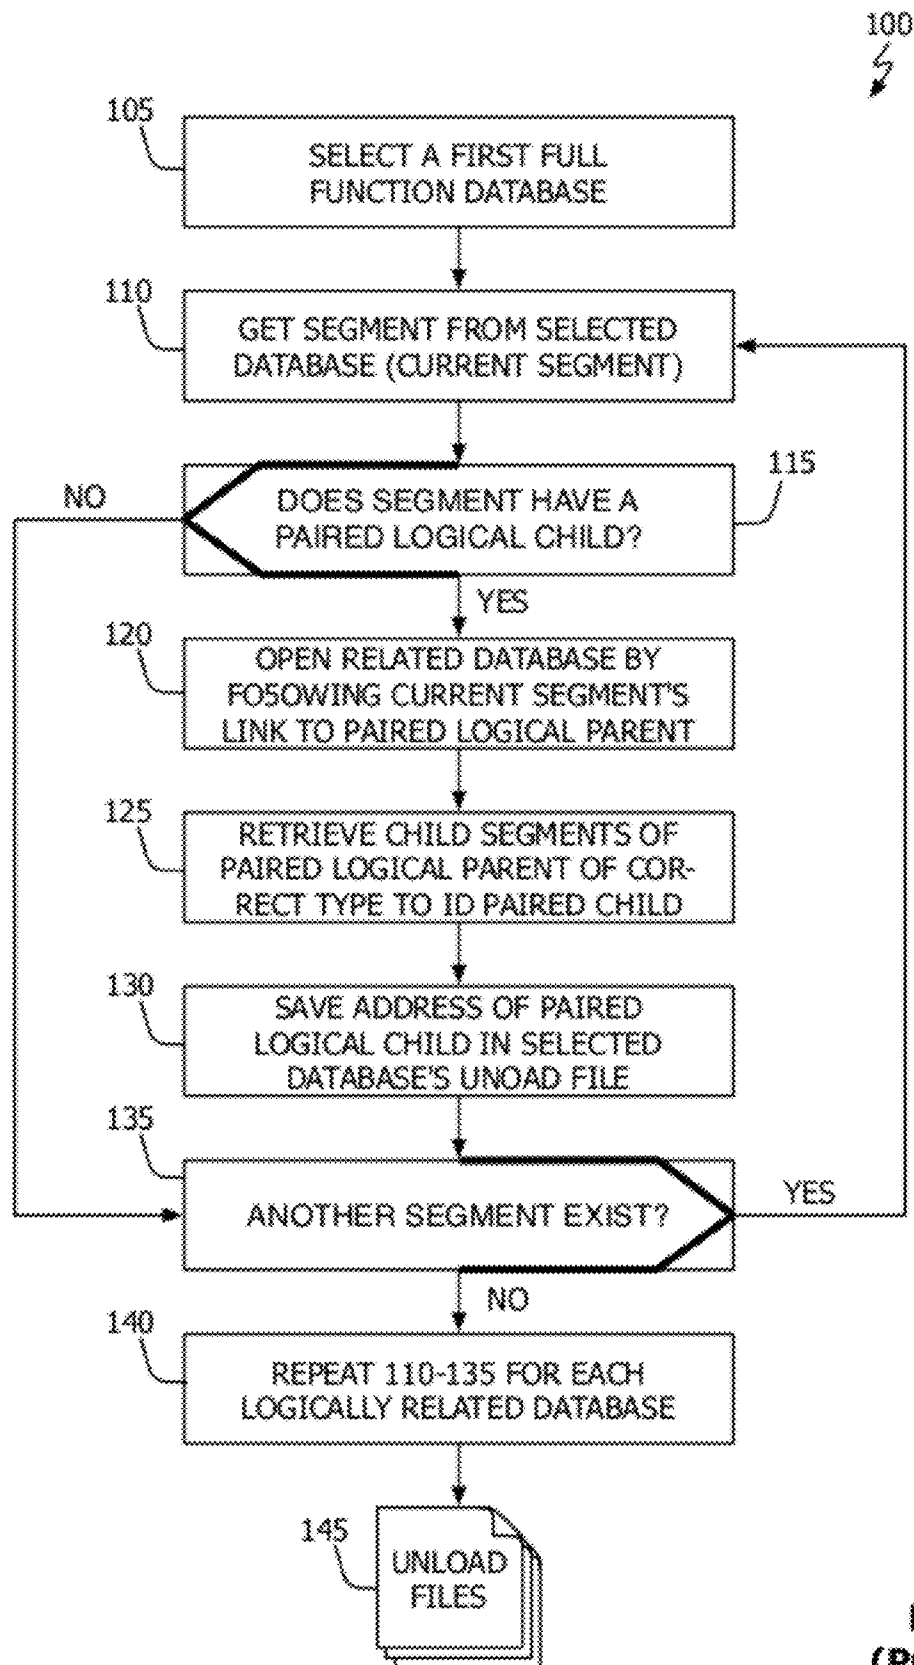 100
105
SELECT A FIRST FULL
FUNCTION DATABASE
110
GET SEGMENT FROM SELECTED
DATABASE (CURRENT SEGMENT)
115
NO
DOES SEGMENT HAVE A
PAIRED LOGICAL CHILD?
YES
120
OPEN RELATED DATABASE BY
FO5OWING CURRENT SEGMENT'S
LINK TO PAIRED LOGICAL PARENT
125
RETRIEVE CHILD SEGMENTS OF
PAIRED LOGICAL PARENT OF COR-
RECT TYPE TO ID PAIRED CHILD
130
SAVE ADDRESS OF PAIRED
LOGICAL CHILD IN SELECTED
DATABASE'S UNOAD FILE
135
ANOTHER SEGMENT EXIST?
YES
NO
140
REPEAT 110-135 FOR EACH
LOGICALLY RELATED DATABASE
145
UNLOAD
FILES